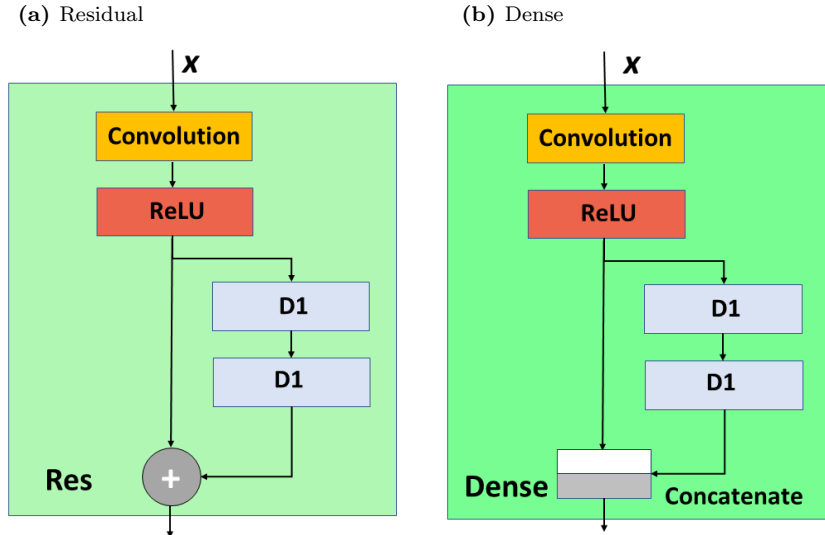 (a) Residual
X
Convolution
ReLU
D1
D1
Res
+
(b) Dense
X
Convolution
ReLU
D1
D1
Dense
Concatenate